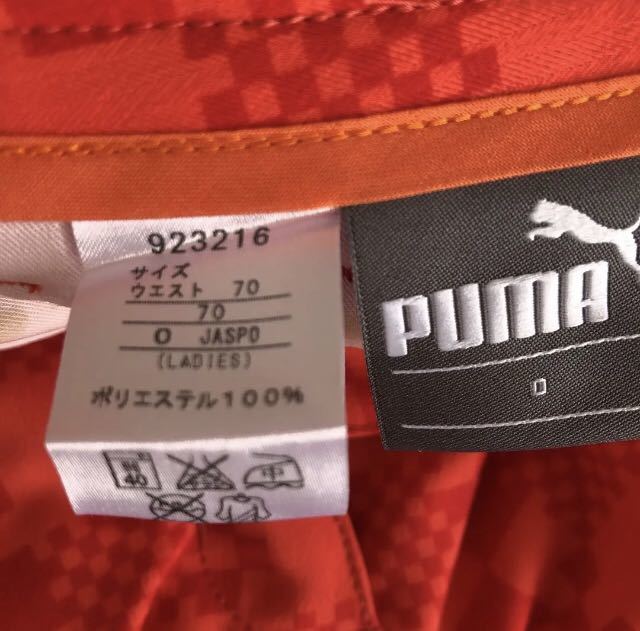 923216
サイズ
ウエスト 70
70
O JASPO
(LADIES)
ポリエステル100%
40
中
PUMA
O